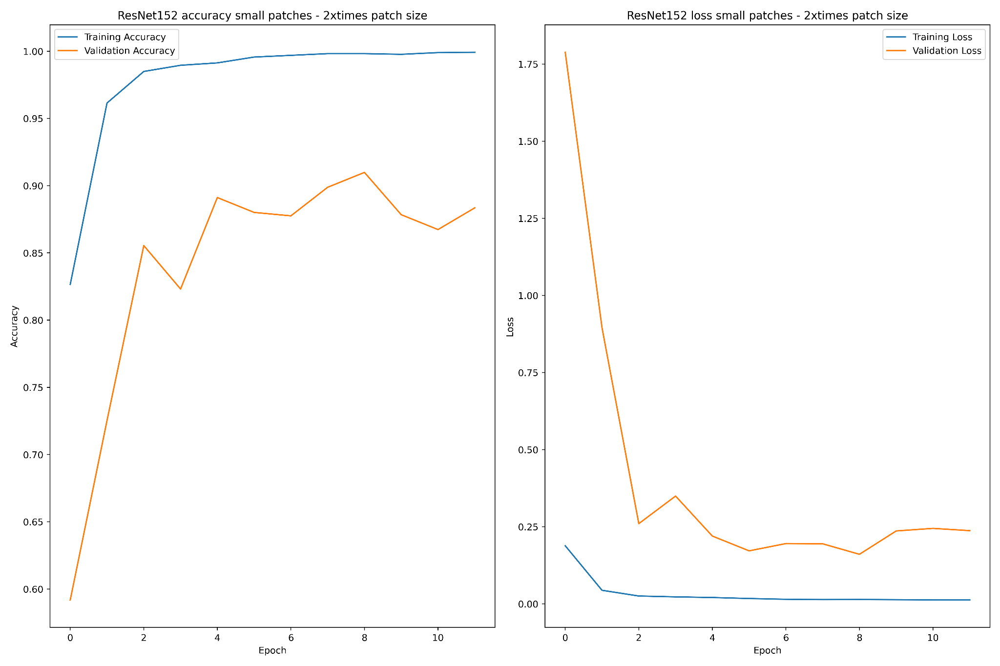 ResNet152 accuracy small patches - 2xtimes patch size
Training Accuracy
Validation Accuracy
1.00
0.95
0.90
0.85
0.80
0.75
0.70
0.65
0.60
Accuracy
0 2 4 6 8 10
Epoch
ResNet152 loss small patches - 2xtimes patch size
Training Loss
Validation Loss
1.75
1.50
1.25
1.00
0.75
0.50
0.25
0.00
Loss
0 2 4 6 8 10
Epoch